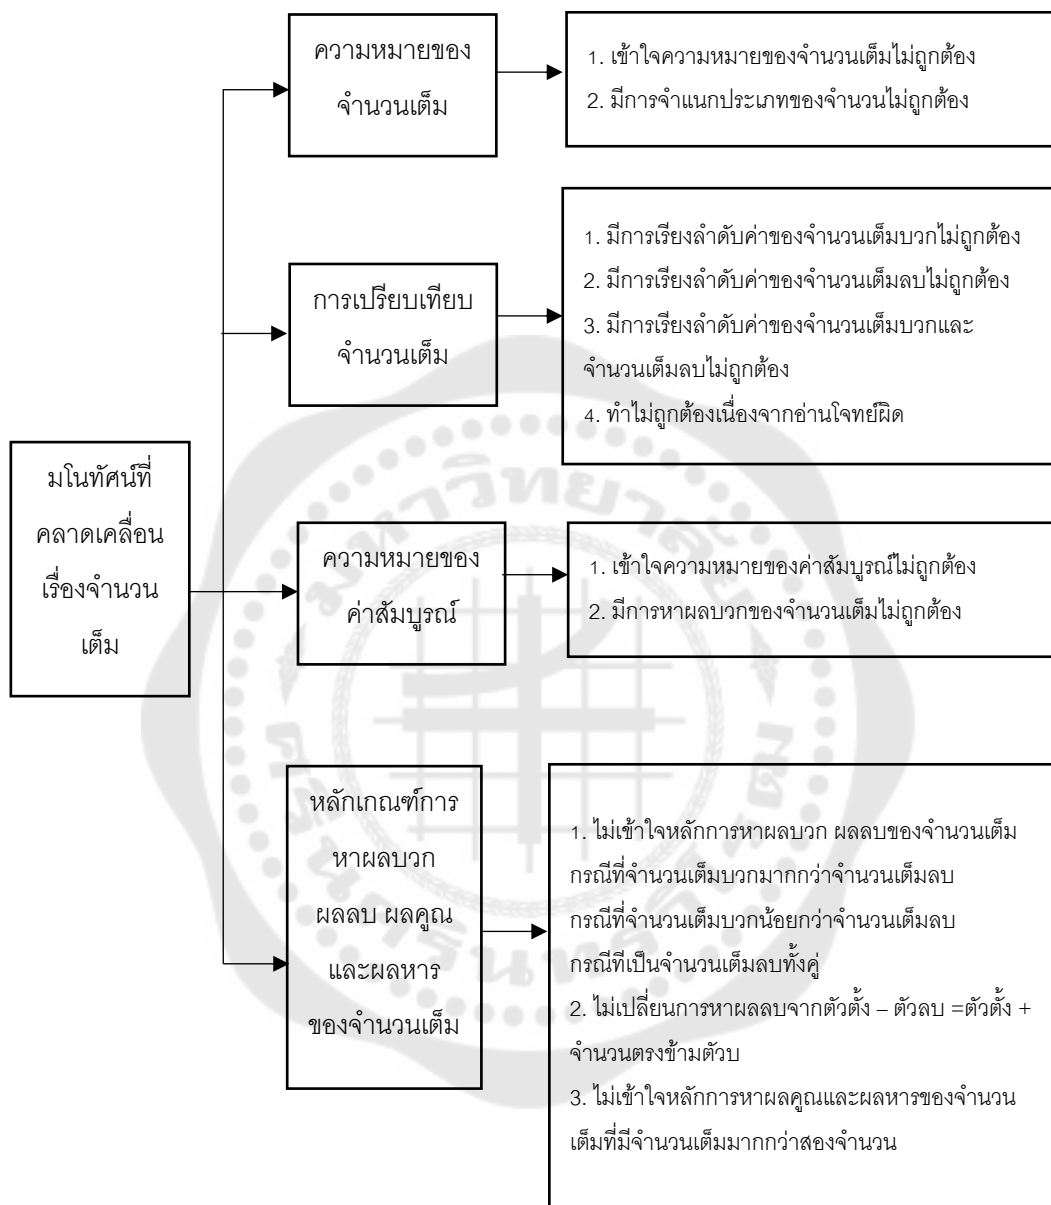 ความหมายของ
จำนวนเต็ม
1. เข้าใจความหมายของจำนวนเต็มไม่ถูกต้อง
2. มีการจำแนกประเภทของจำนวนไม่ถูกต้อง
การเปรียบเทียบ
จำนวนเต็ม
1. มีการเรียงลำดับค่าของจำนวนเต็มบวกไม่ถูกต้อง
2. มีการเรียงลำดับค่าของจำนวนเต็มลบไม่ถูกต้อง
3. มีการเรียงลำดับค่าของจำนวนเต็มบวกและ
จำนวนเต็มลบไม่ถูกต้อง
4. ทำไม่ถูกต้องเนื่องจากอ่านโจทย์ผิด
มโนทัศน์ที่
คลาดเคลื่อน
เรื่องจำนวน
เต็ม
ความหมายของ
ค่าสัมบูรณ์
1. เข้าใจความหมายของค่าสัมบูรณ์ไม่ถูกต้อง
2. มีการหาผลบวกของจำนวนเต็มไม่ถูกต้อง
หลักเกณฑ์การ
หาผลบวก
ผลลบ ผลคูณ
และผลหาร
ของจำนวนเต็ม
1. ไม่เข้าใจหลักการหาผลบวก ผลลบของจำนวนเต็ม
กรณีที่จำนวนเต็มบวกมากกว่าจำนวนเต็มลบ
กรณีที่จำนวนเต็มบวกน้อยกว่าจำนวนเต็มลบ
กรณีทีเป็นจำนวนเต็มลบทั้งคู่
2. ไม่เปลี่ยนการหาผลลบจากตัวตั้ง – ตัวลบ =ตัวตั้ง +
จำนวนตรงข้ามตัวบ
3. ไม่เข้าใจหลักการหาผลคูณและผลหารของจำนวน
เต็มที่มีจำนวนเต็มมากกว่าสองจำนวน
มหาวิทยาลัย
ศรีนครินทรวิโรฒ